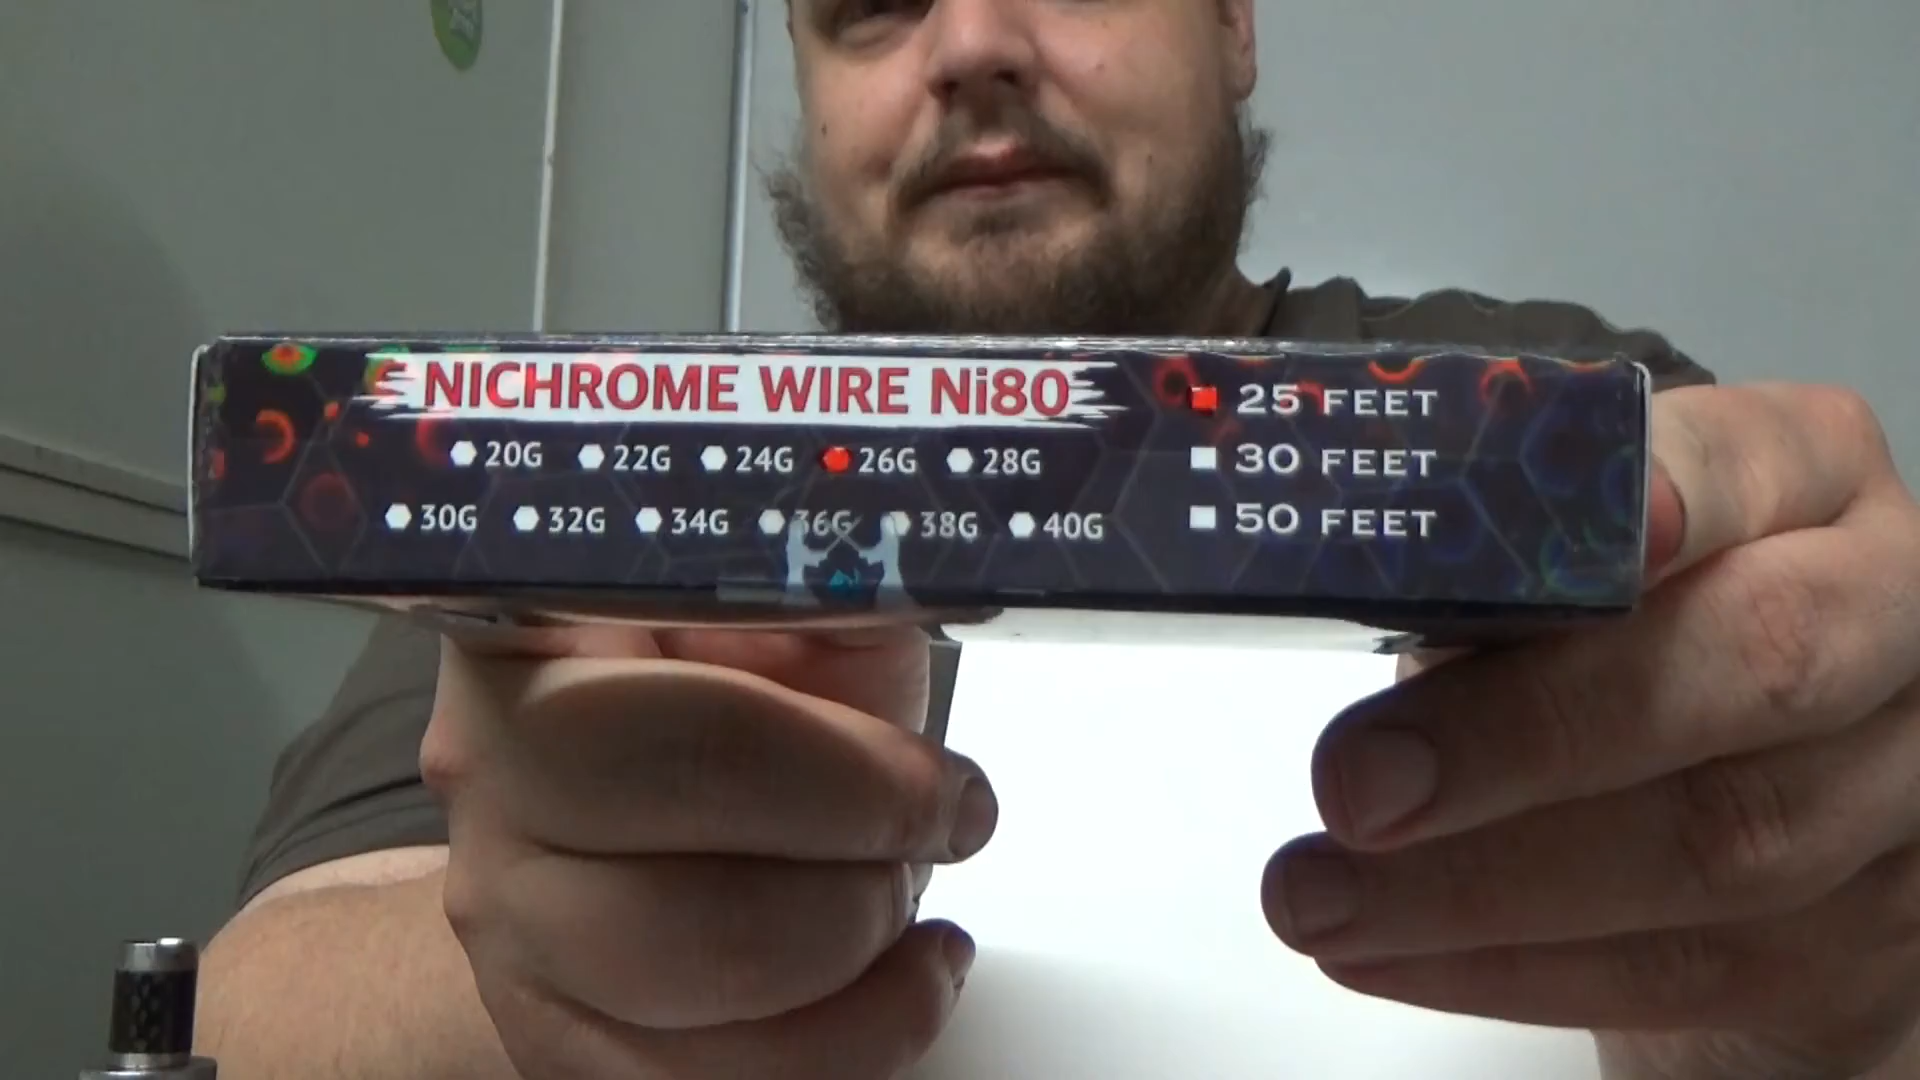 NICHROME WIRE Ni80
20G 22G 24G 26G 28G
30G 32G 34G 36G 38G 40G
25 FEET
30 FEET
50 FEET